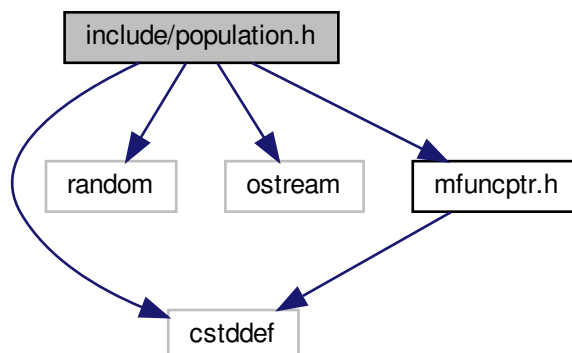 include/population.h
random
ostream
mfuncptr.h
cstddef